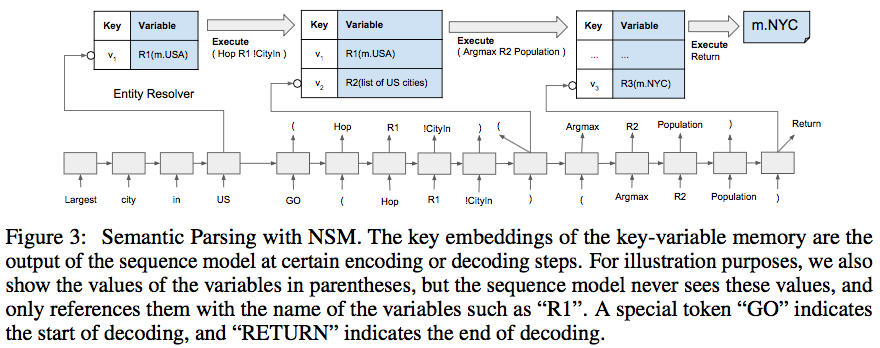 Key Variable
v1 R1(m.USA)
Entity Resolver
Execute
( Hop R1 !CityIn )
Key Variable
v1 R1(m.USA)
v2 R2(list of US cities)
Execute
( Argmax R2 Population )
Key Variable
... ...
v3 R3(m.NYC)
Execute
Return
m.NYC
( Hop R1 !CityIn ) ( Argmax R2 Population ) Return
Largest city in US GO ( Hop R1 !CityIn ) ( Argmax R2 Population )
Figure 3: Semantic Parsing with NSM. The key embeddings of the key-variable memory are the
output of the sequence model at certain encoding or decoding steps. For illustration purposes, we also
show the values of the variables in parentheses, but the sequence model never sees these values, and
only references them with the name of the variables such as “R1”. A special token “GO” indicates
the start of decoding, and “RETURN” indicates the end of decoding.